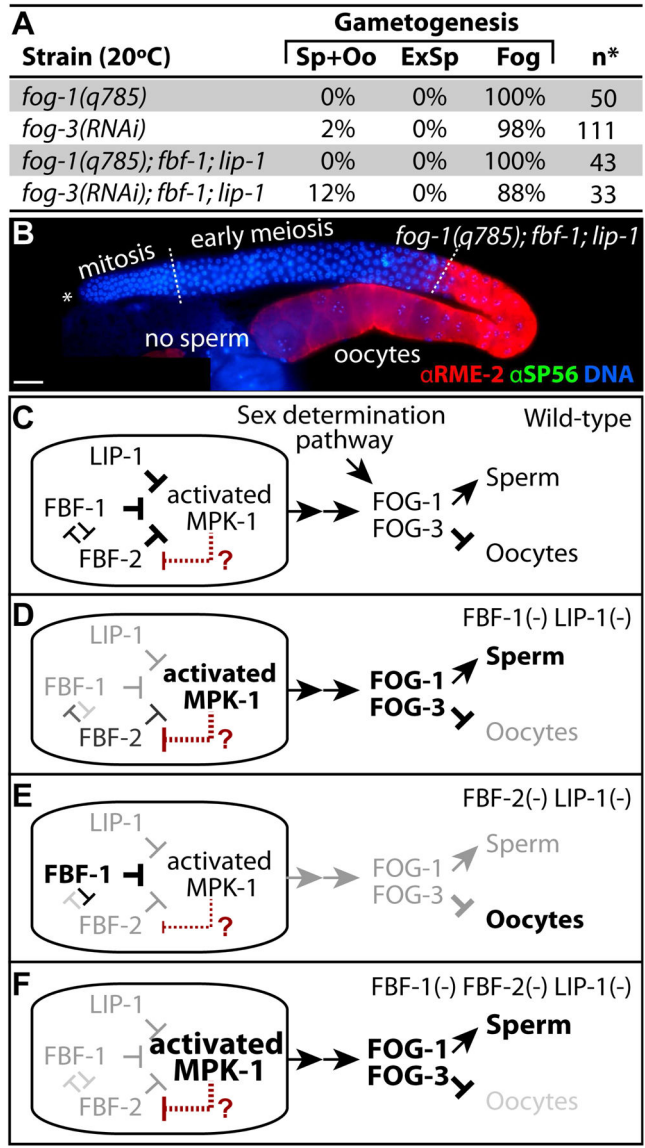 A
Gametogenesis
Strain (20ºC) Sp+Oo ExSp Fog n*
fog-1(q785) 0% 0% 100% 50
fog-3(RNAi) 2% 0% 98% 111
fog-1(q785); fbf-1; lip-1 0% 0% 100% 43
fog-3(RNAi); fbf-1; lip-1 12% 0% 88% 33
B
mitosis early meiosis fog-1(q785); fbf-1; lip-1
*
no sperm
oocytes
αRME-2 αSP56 DNA
C
Sex determination pathway
Wild-type
LIP-1
FBF-1
FBF-2
activated
MPK-1
?
FOG-1
FOG-3
Sperm
Oocytes
D
FBF-1(-) LIP-1(-)
LIP-1
FBF-1
FBF-2
activated
MPK-1
?
FOG-1
FOG-3
Sperm
Oocytes
E
FBF-2(-) LIP-1(-)
LIP-1
FBF-1
FBF-2
activated
MPK-1
?
FOG-1
FOG-3
Sperm
Oocytes
F
FBF-1(-) FBF-2(-) LIP-1(-)
LIP-1
FBF-1
FBF-2
activated
MPK-1
?
FOG-1
FOG-3
Sperm
Oocytes